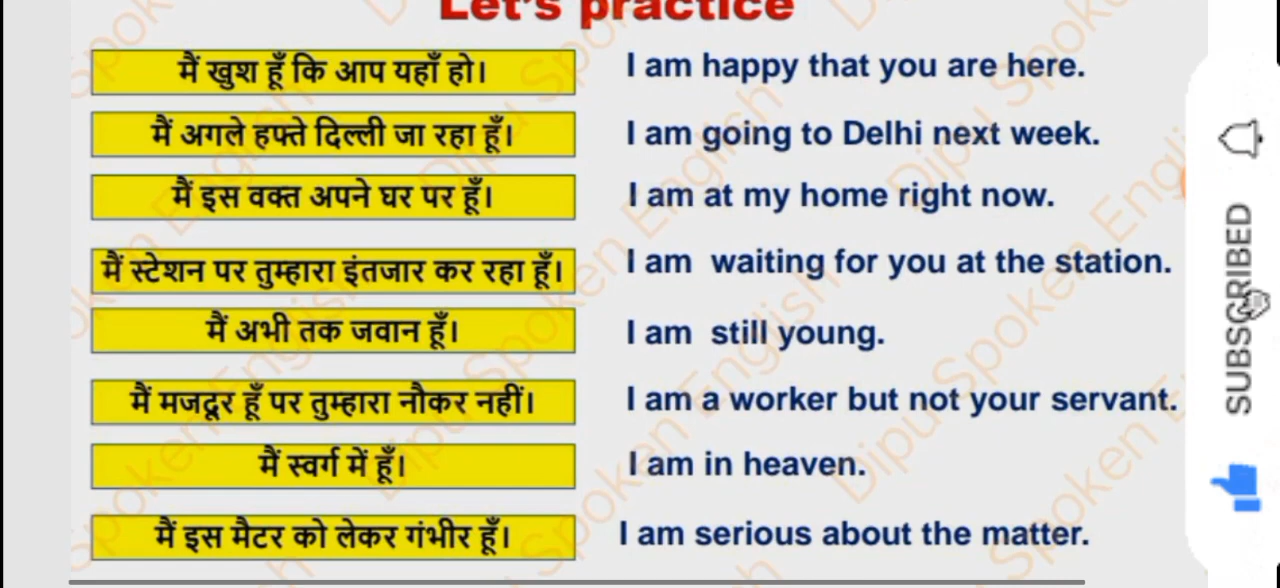 Let's practice
मैं खुश हूँ कि आप यहाँ हो। I am happy that you are here.
मैं अगले हफ्ते दिल्ली जा रहा हूँ। I am going to Delhi next week.
मैं इस वक्त अपने घर पर हूँ। I am at my home right now.
मैं स्टेशन पर तुम्हारा इंतजार कर रहा हूँ। I am waiting for you at the station.
मैं अभी तक जवान हूँ। I am still young.
मैं मजदूर हूँ पर तुम्हारा नौकर नहीं। I am a worker but not your servant.
मैं स्वर्ग में हूँ। I am in heaven.
मैं इस मैटर को लेकर गंभीर हूँ। I am serious about the matter.
SUBSCRIBED
Dipu Spoken English